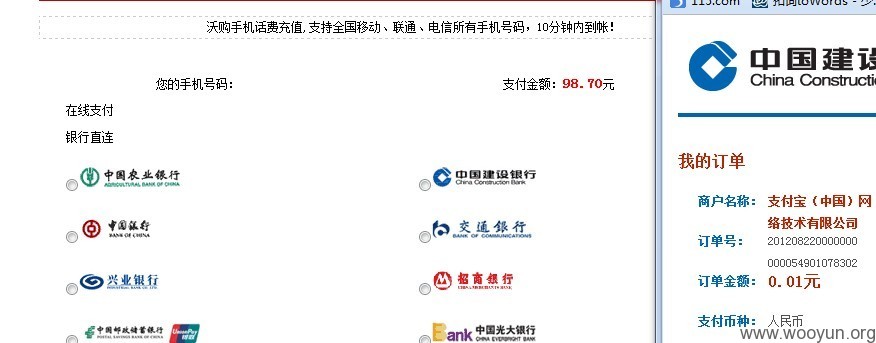 沃购手机话费充值,支持全国移动、联通、电信所有手机号码，10分钟内到帐！
您的手机号码：
支付金额：98.70元
在线支付
银行直连
中国农业银行
AGRICULTURAL BANK OF CHINA
中国建设银行
China Construction Bank
中国银行
BANK OF CHINA
交通银行
BANK OF COMMUNICATIONS
兴业银行
INDUSTRIAL BANK CO.,LTD.
招商银行
CHINA MERCHANTS BANK
中国邮政储蓄银行
POSTAL SAVINGS BANK OF CHINA
UnionPay
银联
Bank
中国光大银行
CHINA EVERBRIGHT BANK
115.com
中国建设
China Constructi
我的订单
商户名称：
支付宝（中国）网
络技术有限公司
订单号：
201208220000000
000054901078302
订单金额：
0.01元
支付币种：
人民币
www.wooyun.org